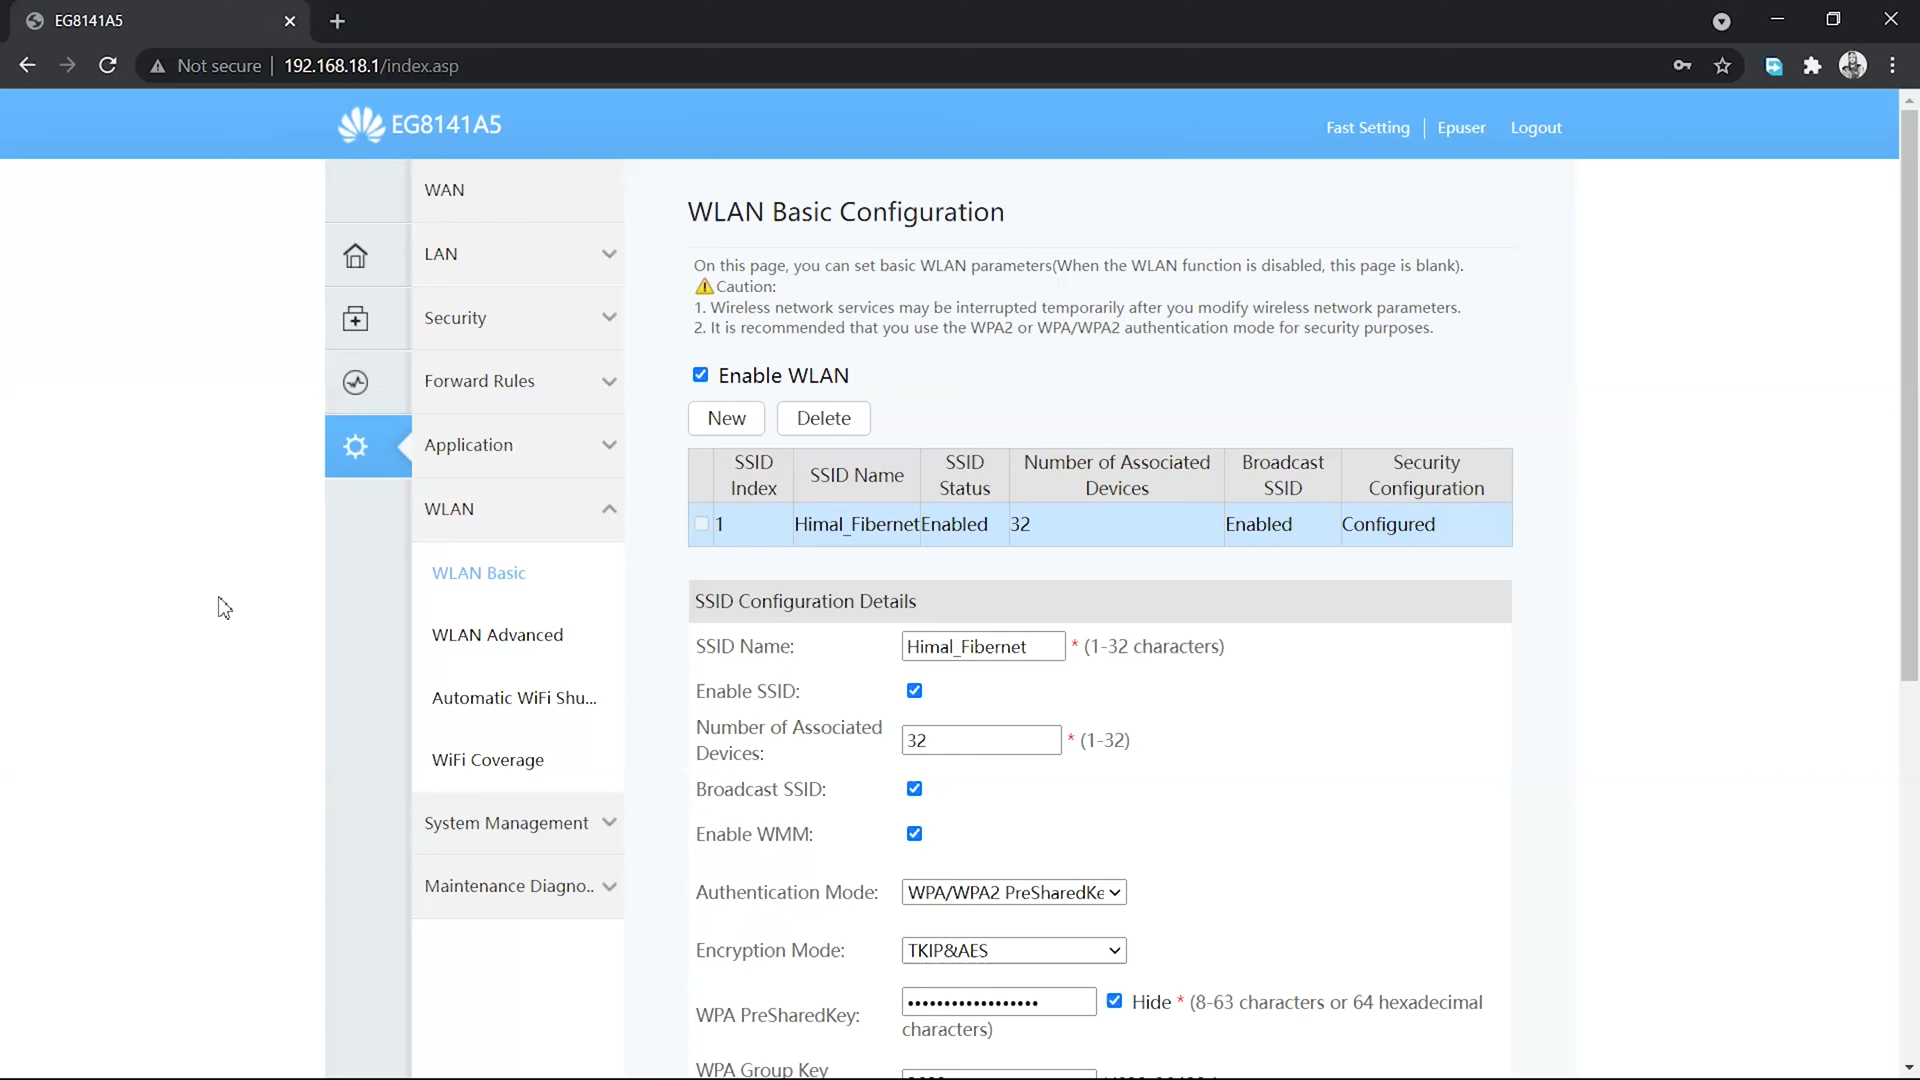 EG8141A5
Not secure | 192.168.18.1/index.asp
EG8141A5
Fast Setting | Epuser Logout
WAN
LAN
Security
Forward Rules
Application
WLAN
WLAN Basic
WLAN Advanced
Automatic WiFi Shu...
WiFi Coverage
System Management
Maintenance Diagno..
WLAN Basic Configuration
On this page, you can set basic WLAN parameters(When the WLAN function is disabled, this page is blank).
Caution:
1. Wireless network services may be interrupted temporarily after you modify wireless network parameters.
2. It is recommended that you use the WPA2 or WPA/WPA2 authentication mode for security purposes.
Enable WLAN
New Delete
SSID Index SSID Name SSID Status Number of Associated Devices Broadcast SSID Security Configuration
1 Himal_Fibernet Enabled 32 Enabled Configured
SSID Configuration Details
SSID Name: Himal_Fibernet * (1-32 characters)
Enable SSID:
Number of Associated Devices: 32 * (1-32)
Broadcast SSID:
Enable WMM:
Authentication Mode: WPA/WPA2 PreSharedKe
Encryption Mode: TKIP&AES
WPA PreSharedKey: •••••••••••••••••• Hide * (8-63 characters or 64 hexadecimal characters)
WPA Group Key